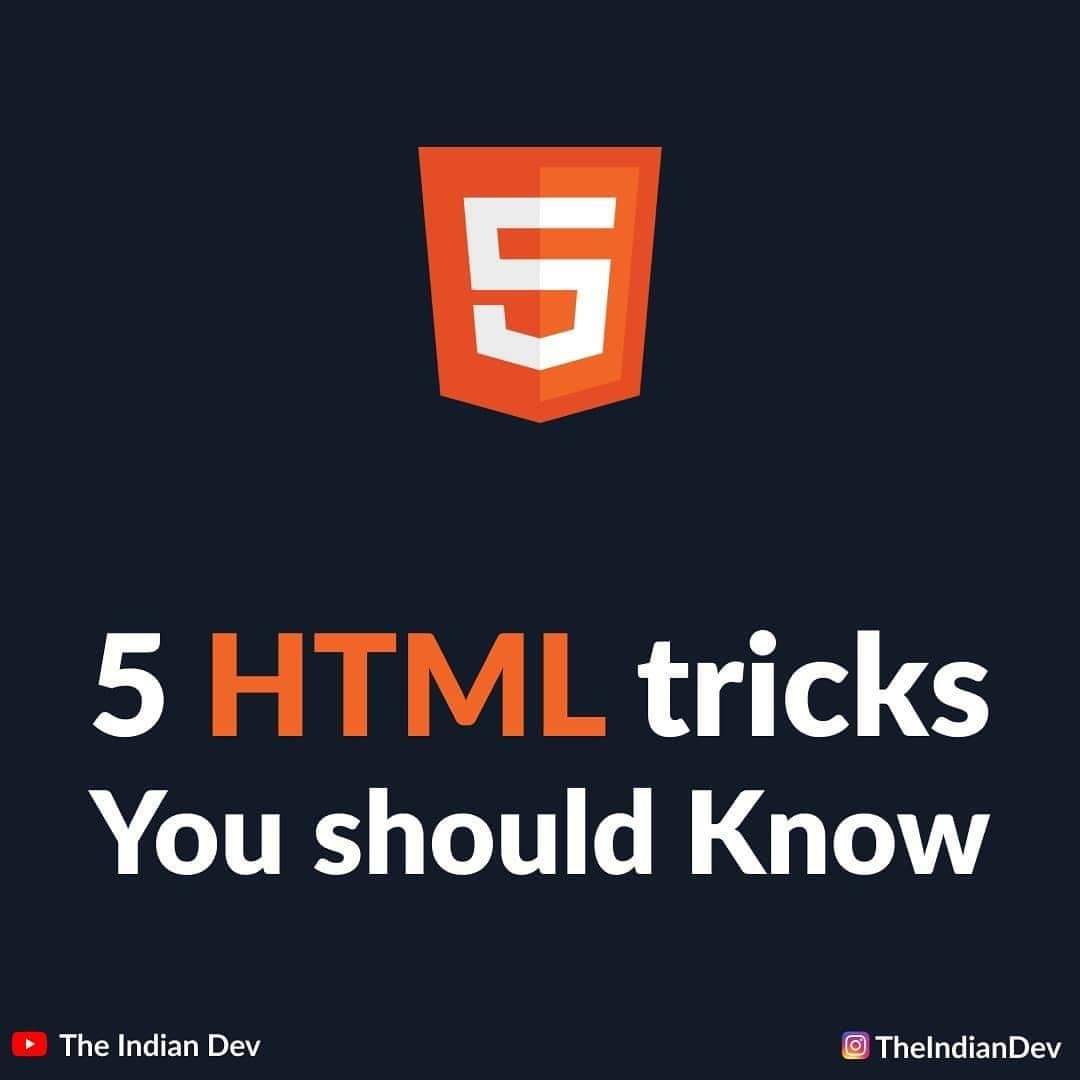 5
5 HTML tricks
You should Know
The Indian Dev
TheIndianDev